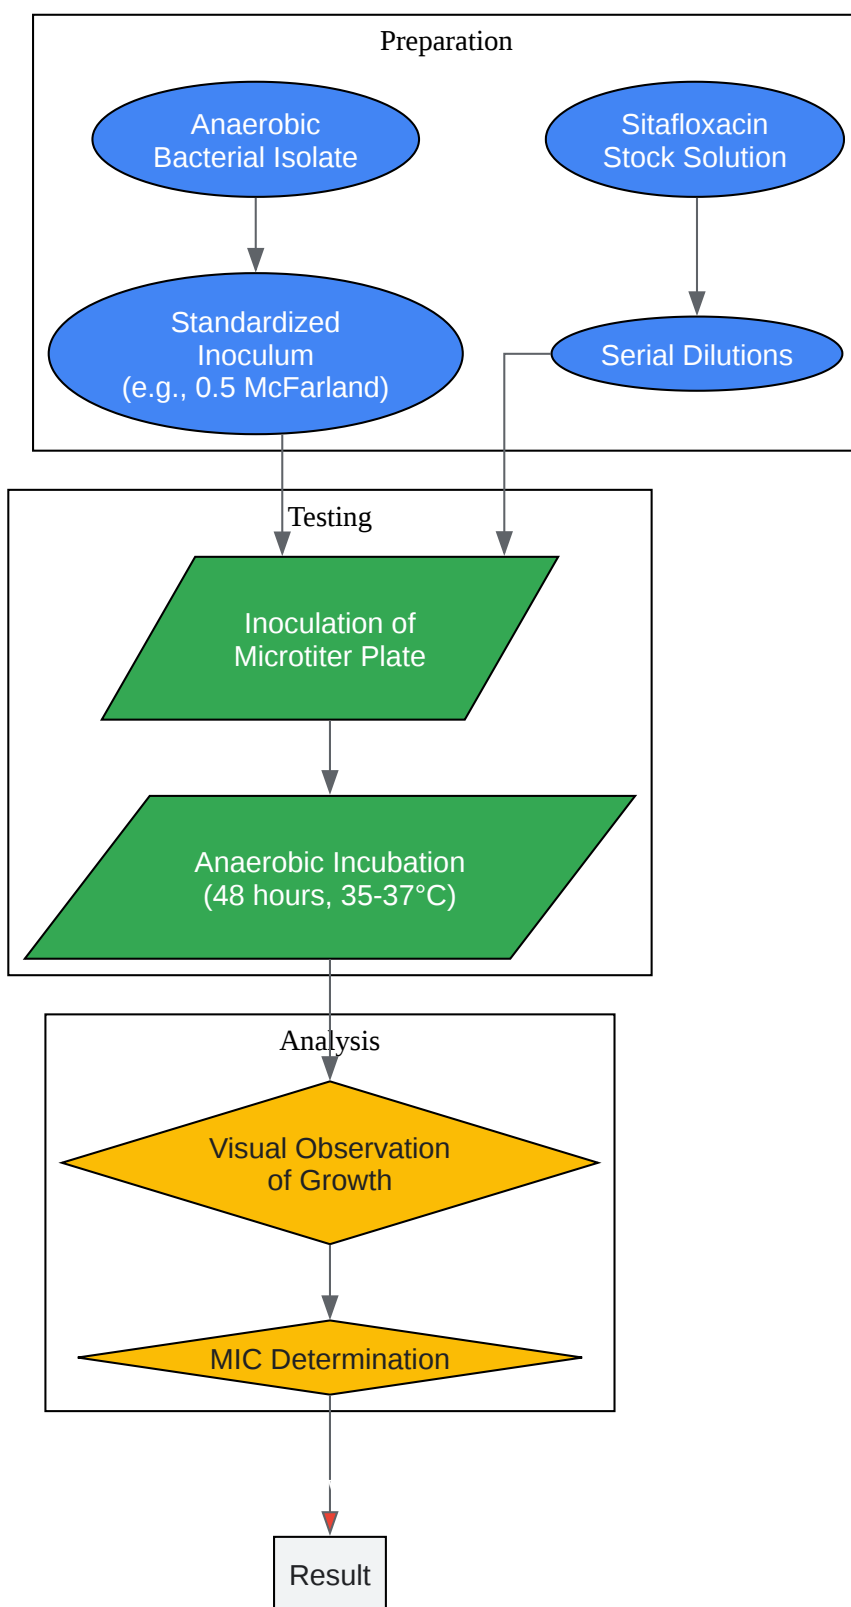 Preparation
Anaerobic
Bacterial Isolate
Sitafloxacin
Stock Solution
Standardized
Inoculum
(e.g., 0.5 McFarland)
Serial Dilutions
Testing
Inoculation of
Microtiter Plate
Anaerobic Incubation
(48 hours, 35-37°C)
Analysis
Visual Observation
of Growth
MIC Determination
Result